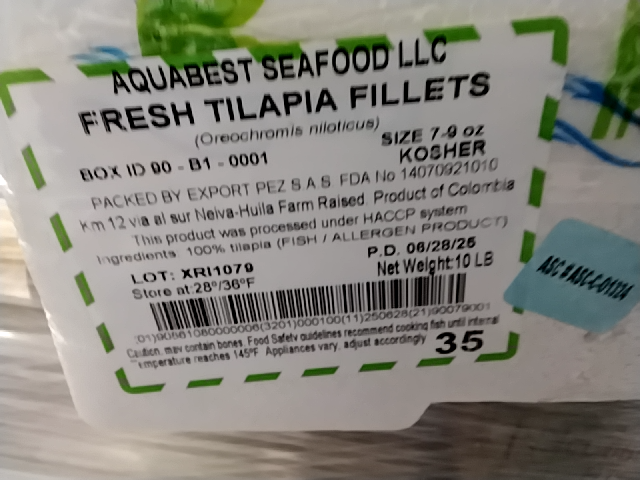 AQUABEST SEAFOOD LLC
FRESH TILAPIA FILLETS
(Oreochromis niloticus)
SIZE 7-9 oz
BOX ID 90 - B1 - 0001
KOSHER
PACKED BY EXPORT PEZ S A S FDA No 14070921010
Km 12 via al sur Neiva-Huila Farm Raised. Product of Colombia
This product was processed under HACCP system
Ingredients 100% tilapia (FISH / ALLERGEN PRODUCT)
LOT: XRI1079
P.D. 06/28/25
Store at 28°/36°F
Net Weight:10 LB
(3201)000100(11)250628(21)90079001
Caution, may contain bones. Food Safety guidelines recommend cooking fish until internal
temperature reaches 145°F Appliances vary, adjust accordingly
35